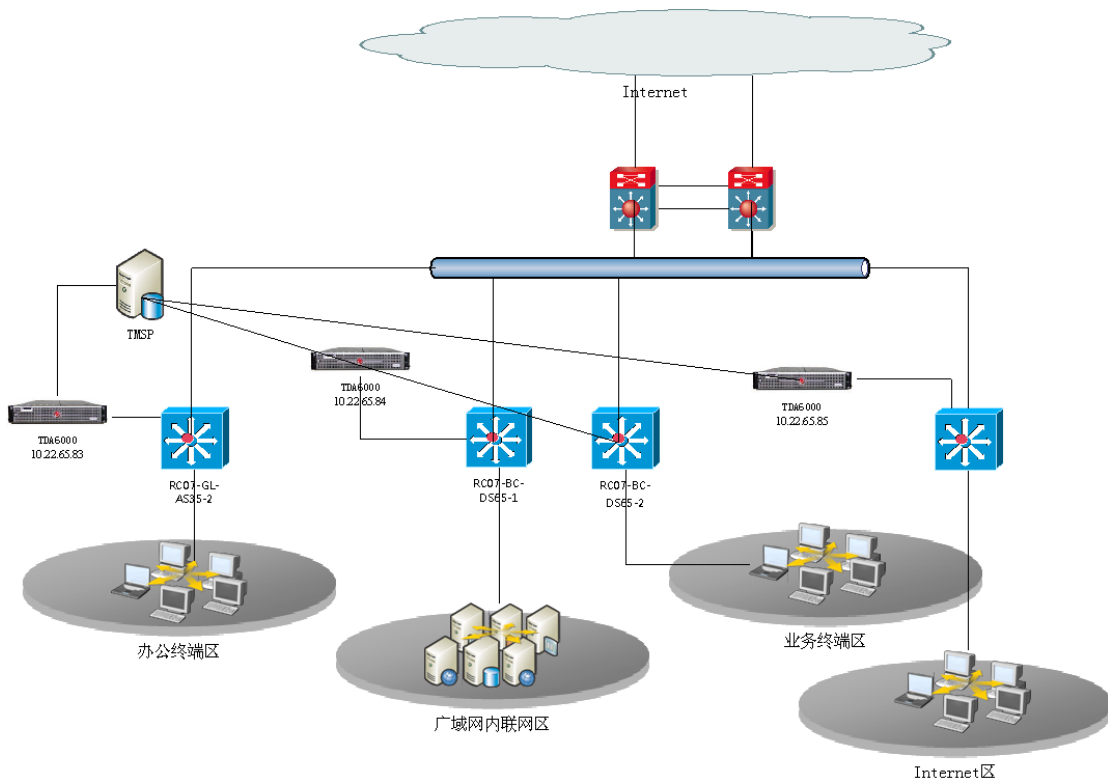 Internet
TMSP
TDA6000
10.22.65.84
TDA6000
10.22.65.85
TDA6000
10.22.65.83
RC07-GL-
AS35-2
RC07-BC-
DS65-1
RC07-BC-
DS65-2
办公终端区
业务终端区
广域网内联网区
Internet区